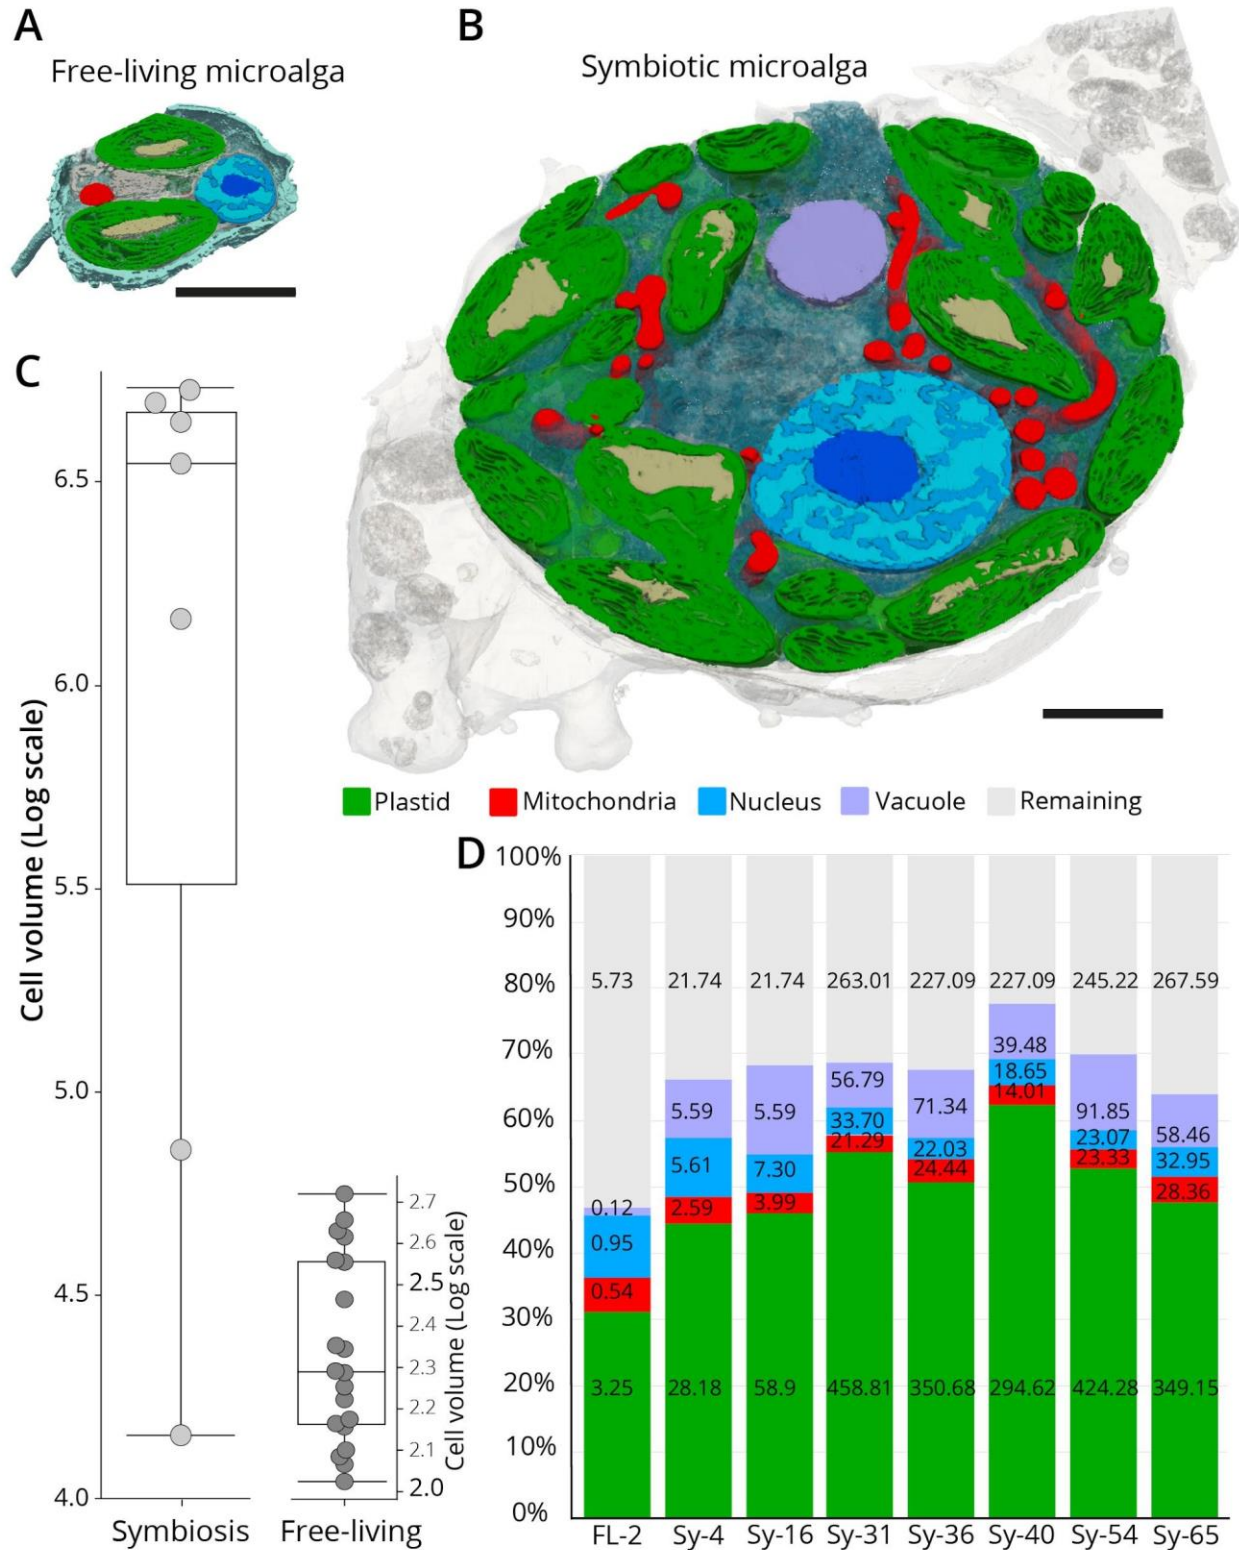 A
Free-living microalga
B
Symbiotic microalga
C
Cell volume (Log scale)
6.5
6.0
5.5
5.0
4.5
4.0
Symbiosis
Free-living
2.7
2.6
2.5
2.4
2.3
2.2
2.1
2.0
Cell volume (Log scale)
Plastid Mitochondria Nucleus Vacuole Remaining
D
100%
90%
80%
70%
60%
50%
40%
30%
20%
10%
0%
5.73 21.74 21.74 263.01 227.09 227.09 245.22 267.59
0.12 5.59 5.59 56.79 71.34 39.48 91.85 58.46
0.95 5.61 7.30 33.70 22.03 18.65 23.07 32.95
0.54 2.59 3.99 21.29 24.44 14.01 23.33 28.36
3.25 28.18 58.9 458.81 350.68 294.62 424.28 349.15
FL-2 Sy-4 Sy-16 Sy-31 Sy-36 Sy-40 Sy-54 Sy-65